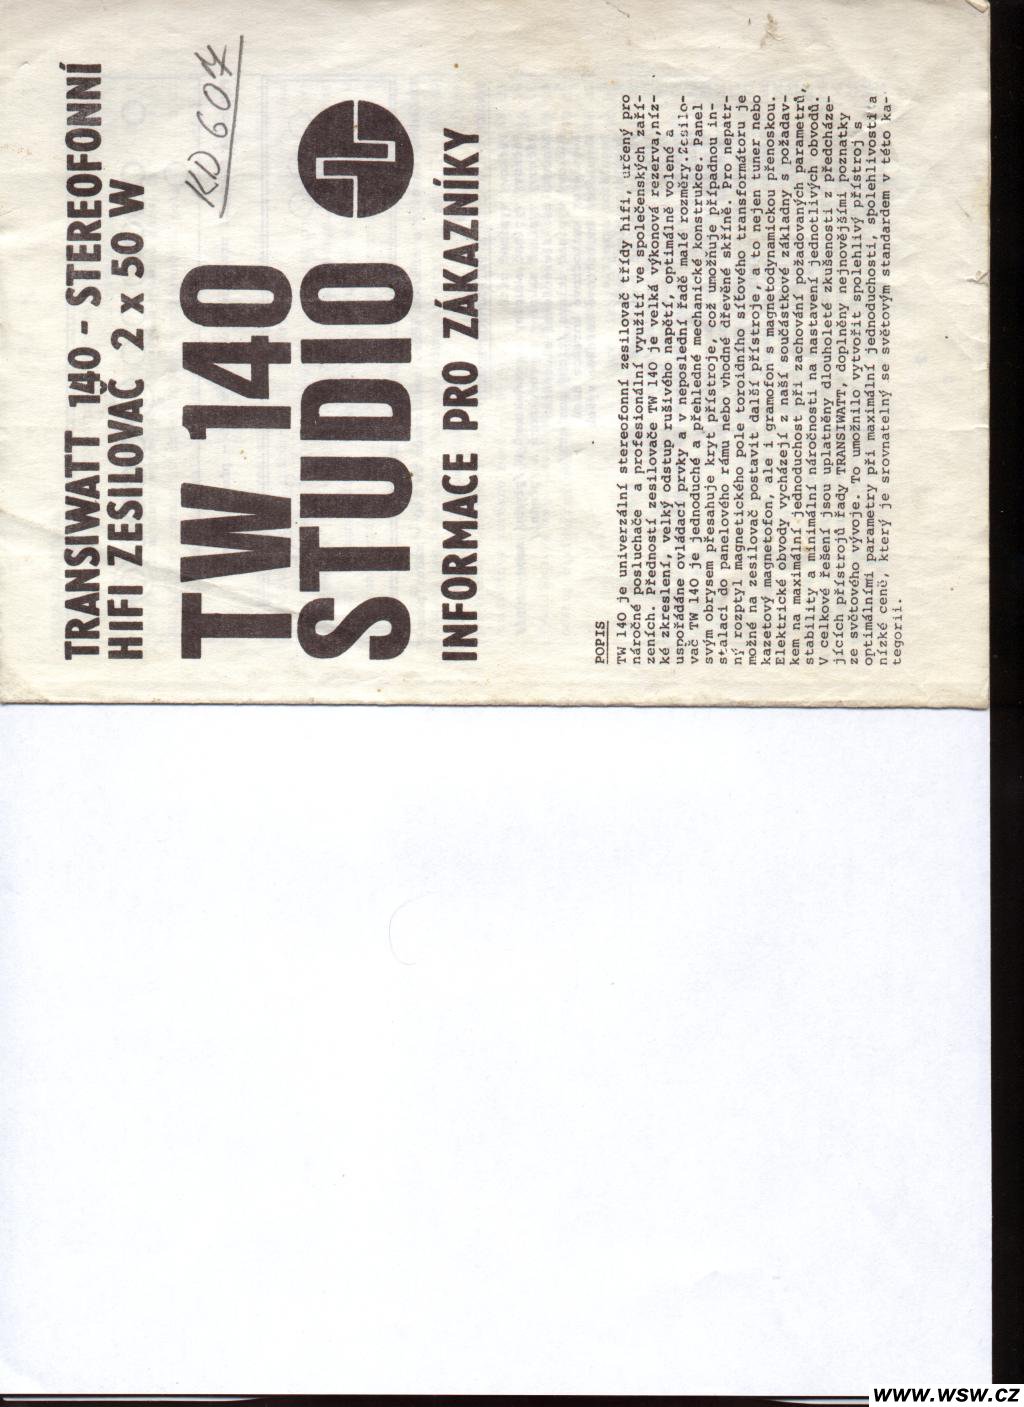 TRANSIWATT 140 - STEREOFONNÍ
HIFI ZESILOVAČ 2 x 50 W
KD 607
TW 140
STUDIO
INFORMACE PRO ZÁKAZNÍKY
POPIS
TW 140 je univerzální stereofonní zesilovač třídy hifi, určený pro
náročné posluchače a profesionální využití ve společenských zaří-
zeních. Předností zesilovače TW 140 je velká výkonová rezerva,níz-
ké zkreslení, velký odstup rušivého napětí, optimálně volené a
uspořádáné ovládací prvky a v neposlední řadě malé rozměry.Zesilo-
vač TW 140 je jednoduché a přehledné mechanické konstrukce. Panel
svým obrysem přesahuje kryt přístroje, což umožňuje případnou in-
stalaci do panelového rámu nebo vhodné dřevěné skříně. Pro nepatr-
ný rozptyl magnetického pole toroidního síťového transformátoru je
možné na zesilovač postavit další přístroje, a to nejen tuner nebo
kazetový magnetofon, ale i gramofon s magnetodynamickou přenoskou.
Elektrické obvody vycházejí z naší součástkové základny s požadav-
kem na maximální jednoduchost při zachování požadovaných parametrů,
stability a minimální náročnosti na nastavení jednotlivých obvodů.
V celkové řešení jsou uplatněny dlouholeté zkušenosti z předcháze-
jících přístrojů řady TRANSIWATT, doplněny nejnovějšími poznatky
ze světového vývoje. To umožnilo vytvořit spolehlivý přístroj s
optimálními parametry při maximální jednoduchosti, spolehlivosti a
nízké ceně, který je srovnatelný se světovým standardem v této ka-
tegorii.
www.wsw.cz